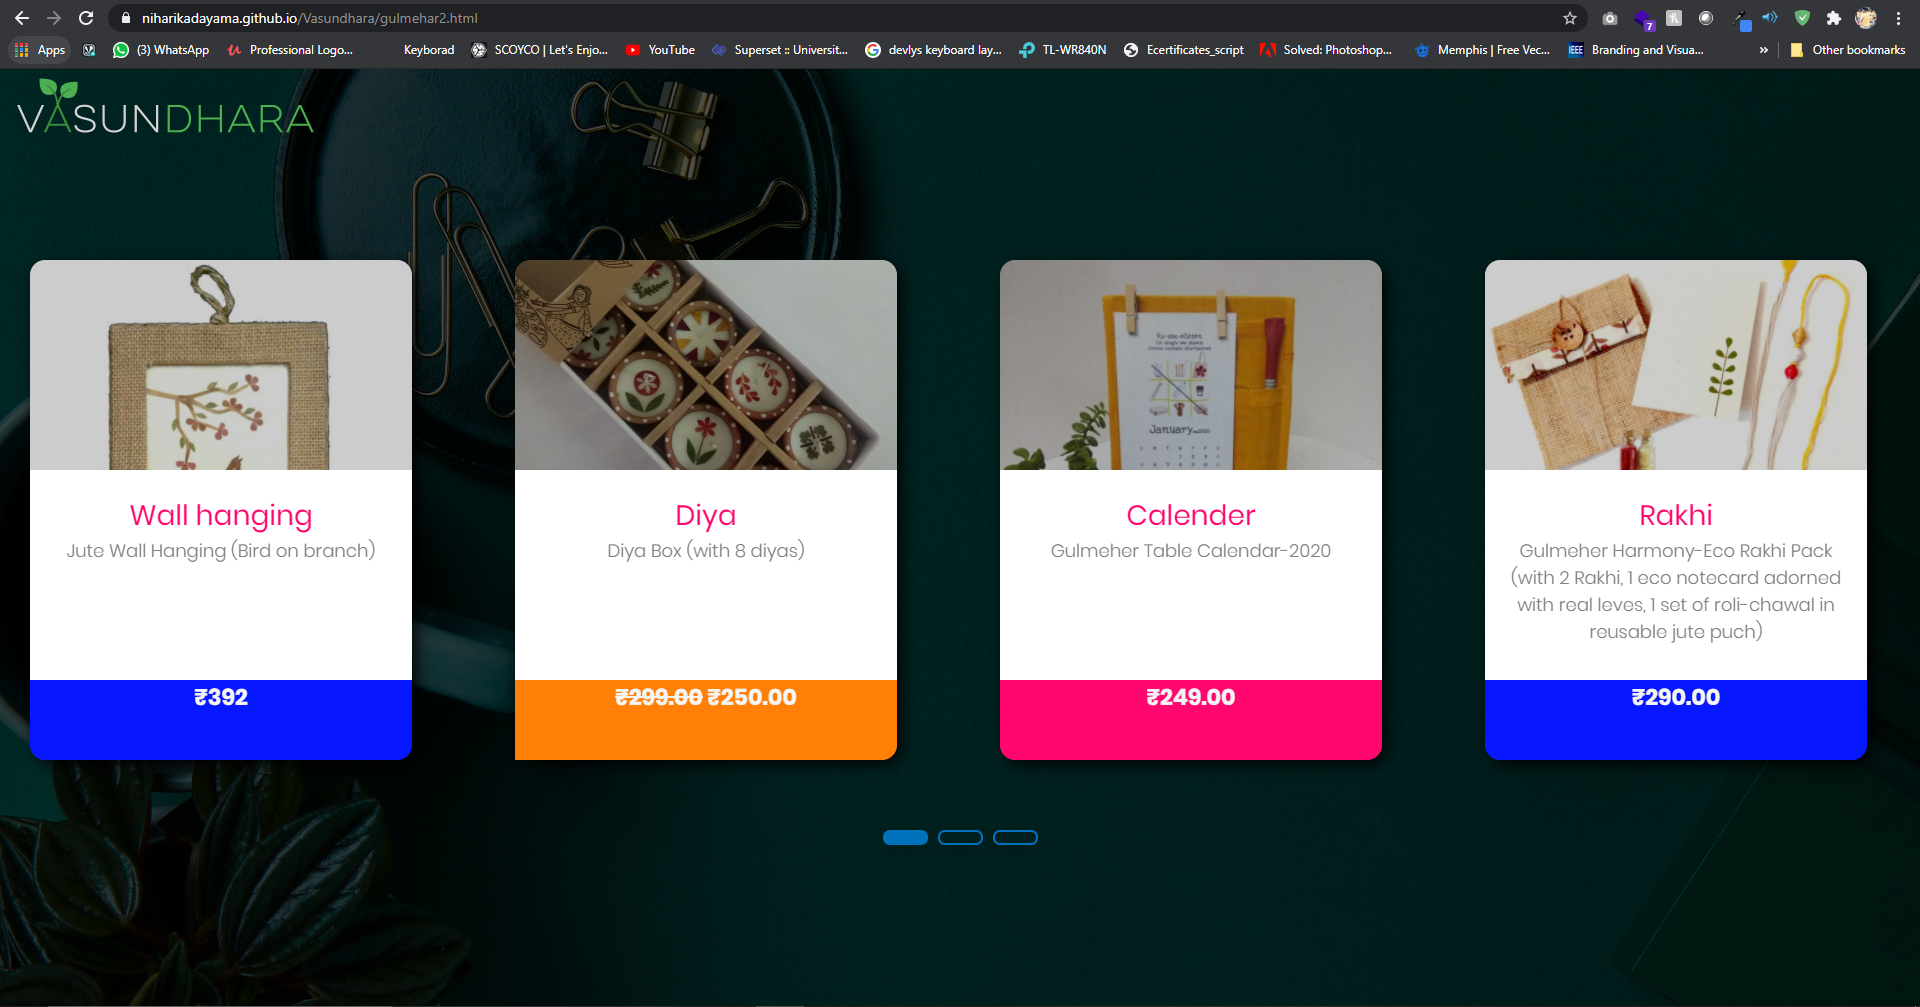 niharikadayama.github.io/Vasundhara/gulmehar2.html
7
Apps
(3) WhatsApp
Professional Logo...
Keyborad
SCOYCO | Let's Enjo...
YouTube
Superset :: Universit...
devlys keyboard lay...
TL-WR840N
Ecertificates_script
Solved: Photoshop...
Memphis | Free Vec...
IEEE
Branding and Visua...
»
Other bookmarks
VASUNDHARA
January 2020
Wall hanging
Jute Wall Hanging (Bird on branch)
₹392
Diya
Diya Box (with 8 diyas)
₹299.00 ₹250.00
Calender
Gulmeher Table Calendar-2020
₹249.00
Rakhi
Gulmeher Harmony-Eco Rakhi Pack
(with 2 Rakhi, 1 eco notecard adorned
with real leves, 1 set of roli-chawal in
reusable jute puch)
₹290.00